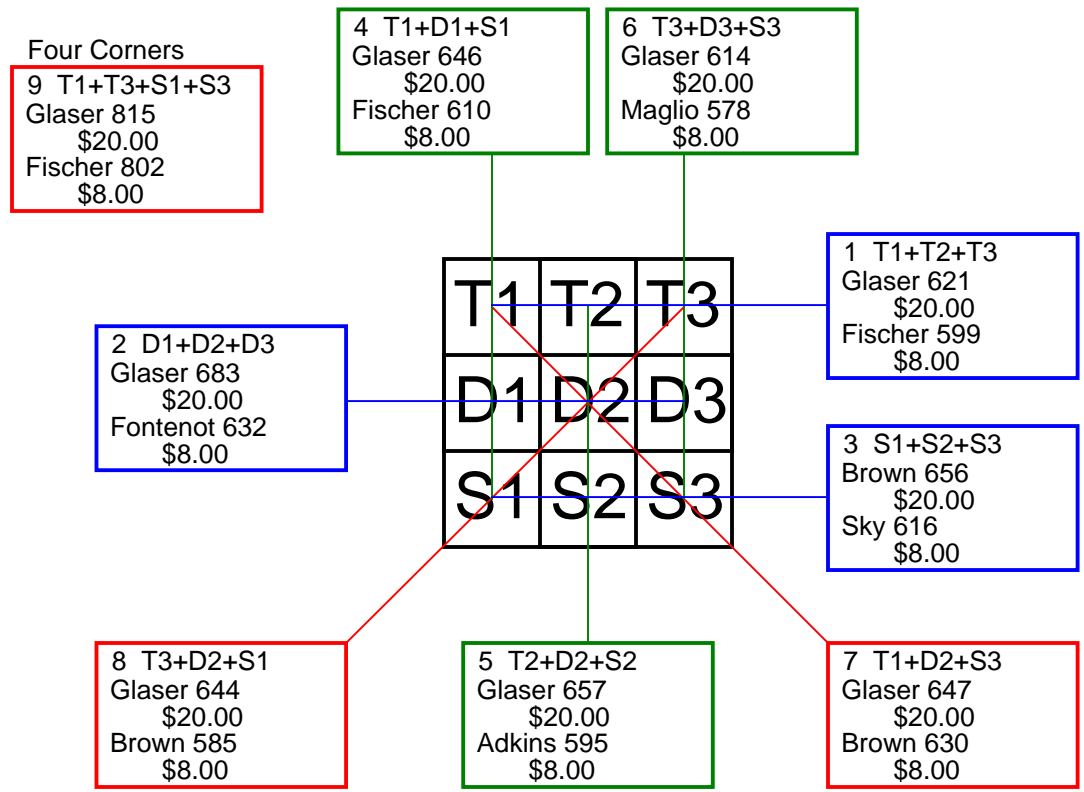 Four Corners
9 T1+T3+S1+S3
Glaser 815
$20.00
Fischer 802
$8.00
4 T1+D1+S1
Glaser 646
$20.00
Fischer 610
$8.00
6 T3+D3+S3
Glaser 614
$20.00
Maglio 578
$8.00
1 T1+T2+T3
Glaser 621
$20.00
Fischer 599
$8.00
2 D1+D2+D3
Glaser 683
$20.00
Fontenot 632
$8.00
T1 T2 T3
D1 D2 D3
S1 S2 S3
3 S1+S2+S3
Brown 656
$20.00
Sky 616
$8.00
8 T3+D2+S1
Glaser 644
$20.00
Brown 585
$8.00
5 T2+D2+S2
Glaser 657
$20.00
Adkins 595
$8.00
7 T1+D2+S3
Glaser 647
$20.00
Brown 630
$8.00